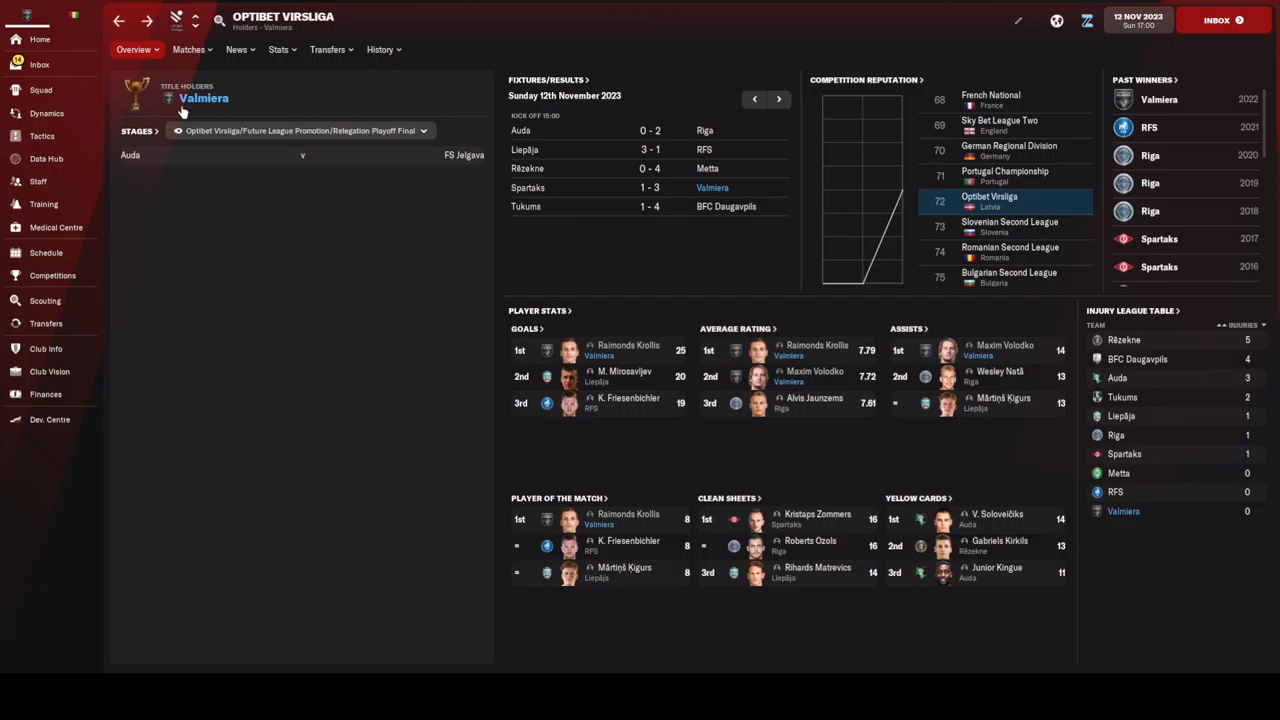 OPTIBET VIRSLIGA
Holders - Valmiera
12 NOV 2023
Sun 17:00
INBOX
Overview
Matches
News
Stats
Transfers
History
Home
14
Inbox
Squad
Dynamics
Tactics
Data Hub
Staff
Training
Medical Centre
Schedule
Competitions
Scouting
Transfers
Club Info
Club Vision
Finances
Dev. Centre
TITLE HOLDERS
Valmiera
STAGES
Optibet Virsliga/Future League Promotion/Relegation Playoff Final
Auda v FS Jelgava
FIXTURES/RESULTS
Sunday 12th November 2023
KICK OFF 15:00
Auda 0 - 2 Riga
Liepāja 3 - 1 RFS
Rēzekne 0 - 4 Metta
Spartaks 1 - 3 Valmiera
Tukums 1 - 4 BFC Daugavpils
COMPETITION REPUTATION
68 French National
France
69 Sky Bet League Two
England
70 German Regional Division
Germany
71 Portugal Championship
Portugal
72 Optibet Virsliga
Latvia
73 Slovenian Second League
Slovenia
74 Romanian Second League
Romania
75 Bulgarian Second League
Bulgaria
PAST WINNERS
Valmiera 2022
RFS 2021
Riga 2020
Riga 2019
Riga 2018
Spartaks 2017
Spartaks 2016
PLAYER STATS
GOALS
1st Raimonds Krollis 25
Valmiera
2nd M. Mirosavljev 20
Liepāja
3rd K. Friesenbichler 19
RFS
AVERAGE RATING
1st Raimonds Krollis 7.79
Valmiera
2nd Maxim Volodko 7.72
Valmiera
3rd Alvis Jaunzems 7.61
Riga
ASSISTS
1st Maxim Volodko 14
Valmiera
2nd Wesley Natã 13
Riga
= Mārtiņš Ķigurs 13
Liepāja
PLAYER OF THE MATCH
1st Raimonds Krollis 8
Valmiera
= K. Friesenbichler 8
RFS
= Mārtiņš Ķigurs 8
Liepāja
CLEAN SHEETS
1st Kristaps Zommers 16
Spartaks
= Roberts Ozols 16
Riga
3rd Rihards Matrevics 14
Liepāja
YELLOW CARDS
1st V. Soloveičiks 14
Auda
2nd Gabriels Kirkils 13
Rēzekne
3rd Junior Kingue 11
Auda
INJURY LEAGUE TABLE
TEAM INJURIES
Rēzekne 5
BFC Daugavpils 4
Auda 3
Tukums 2
Liepāja 1
Riga 1
Spartaks 1
Metta 0
RFS 0
Valmiera 0